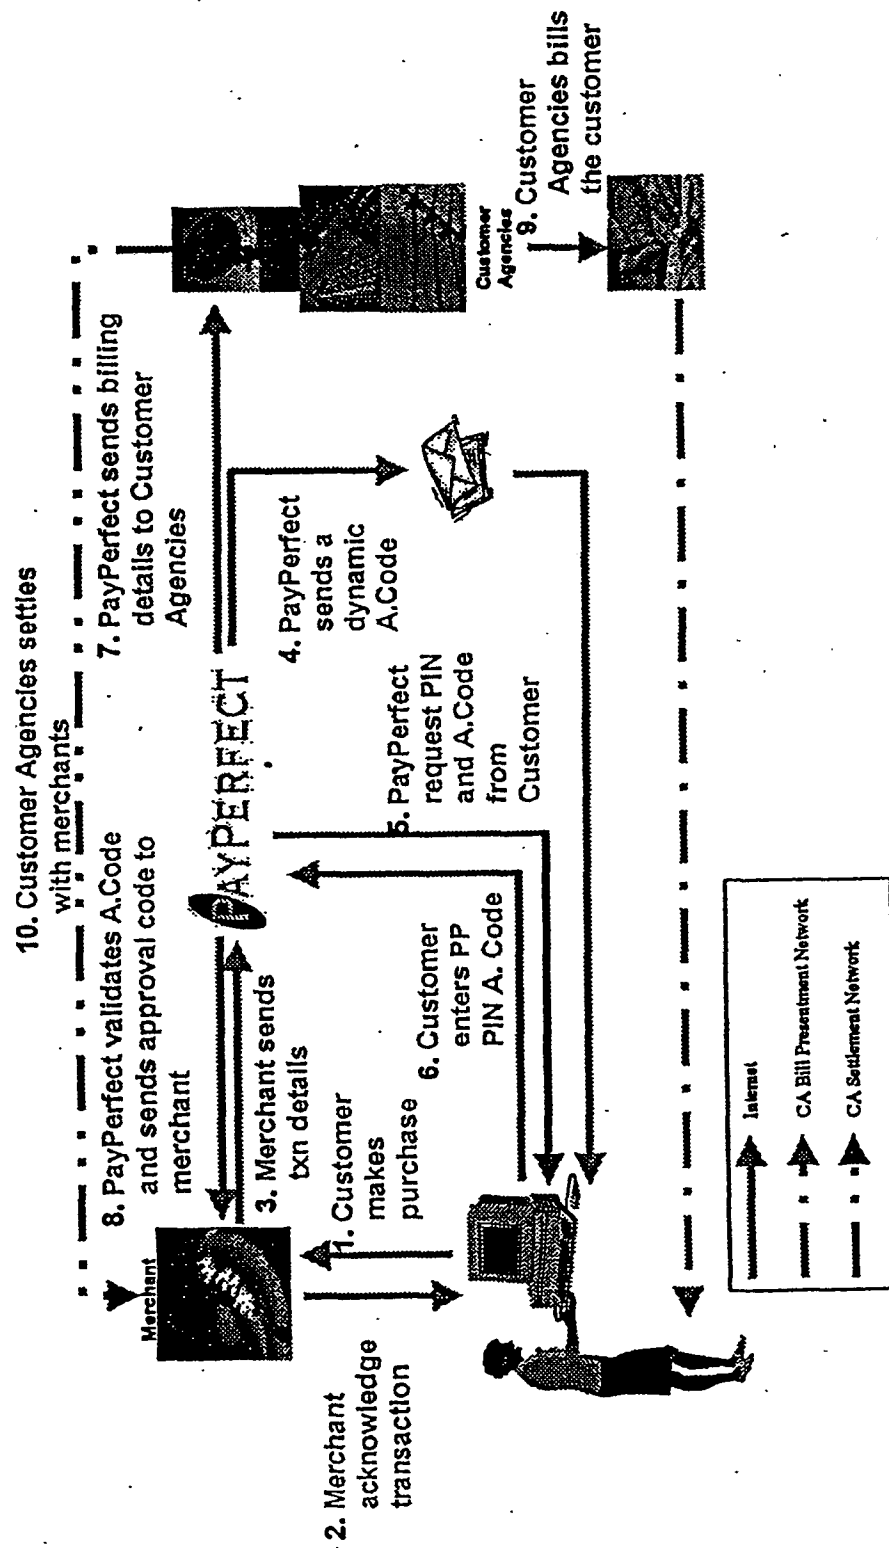 10. Customer Agencies settles
with merchants
8. PayPerfect validates A.Code
and sends approval code to
merchant
7. PayPerfect sends billing
details to Customer
Agencies
Merchant
PAYPERFECT
3. Merchant sends
txn details
4. PayPerfect
sends a
dynamic
A.Code
1. Customer
makes
purchase
5. PayPerfect
request PIN
and A.Code
from
Customer
6. Customer
enters PP
PIN A. Code
2. Merchant
acknowledge
transaction
Customer
Agencies
9. Customer
Agencies bills
the customer
Internet
CA Bill Presentment Network
CA Settlement Network